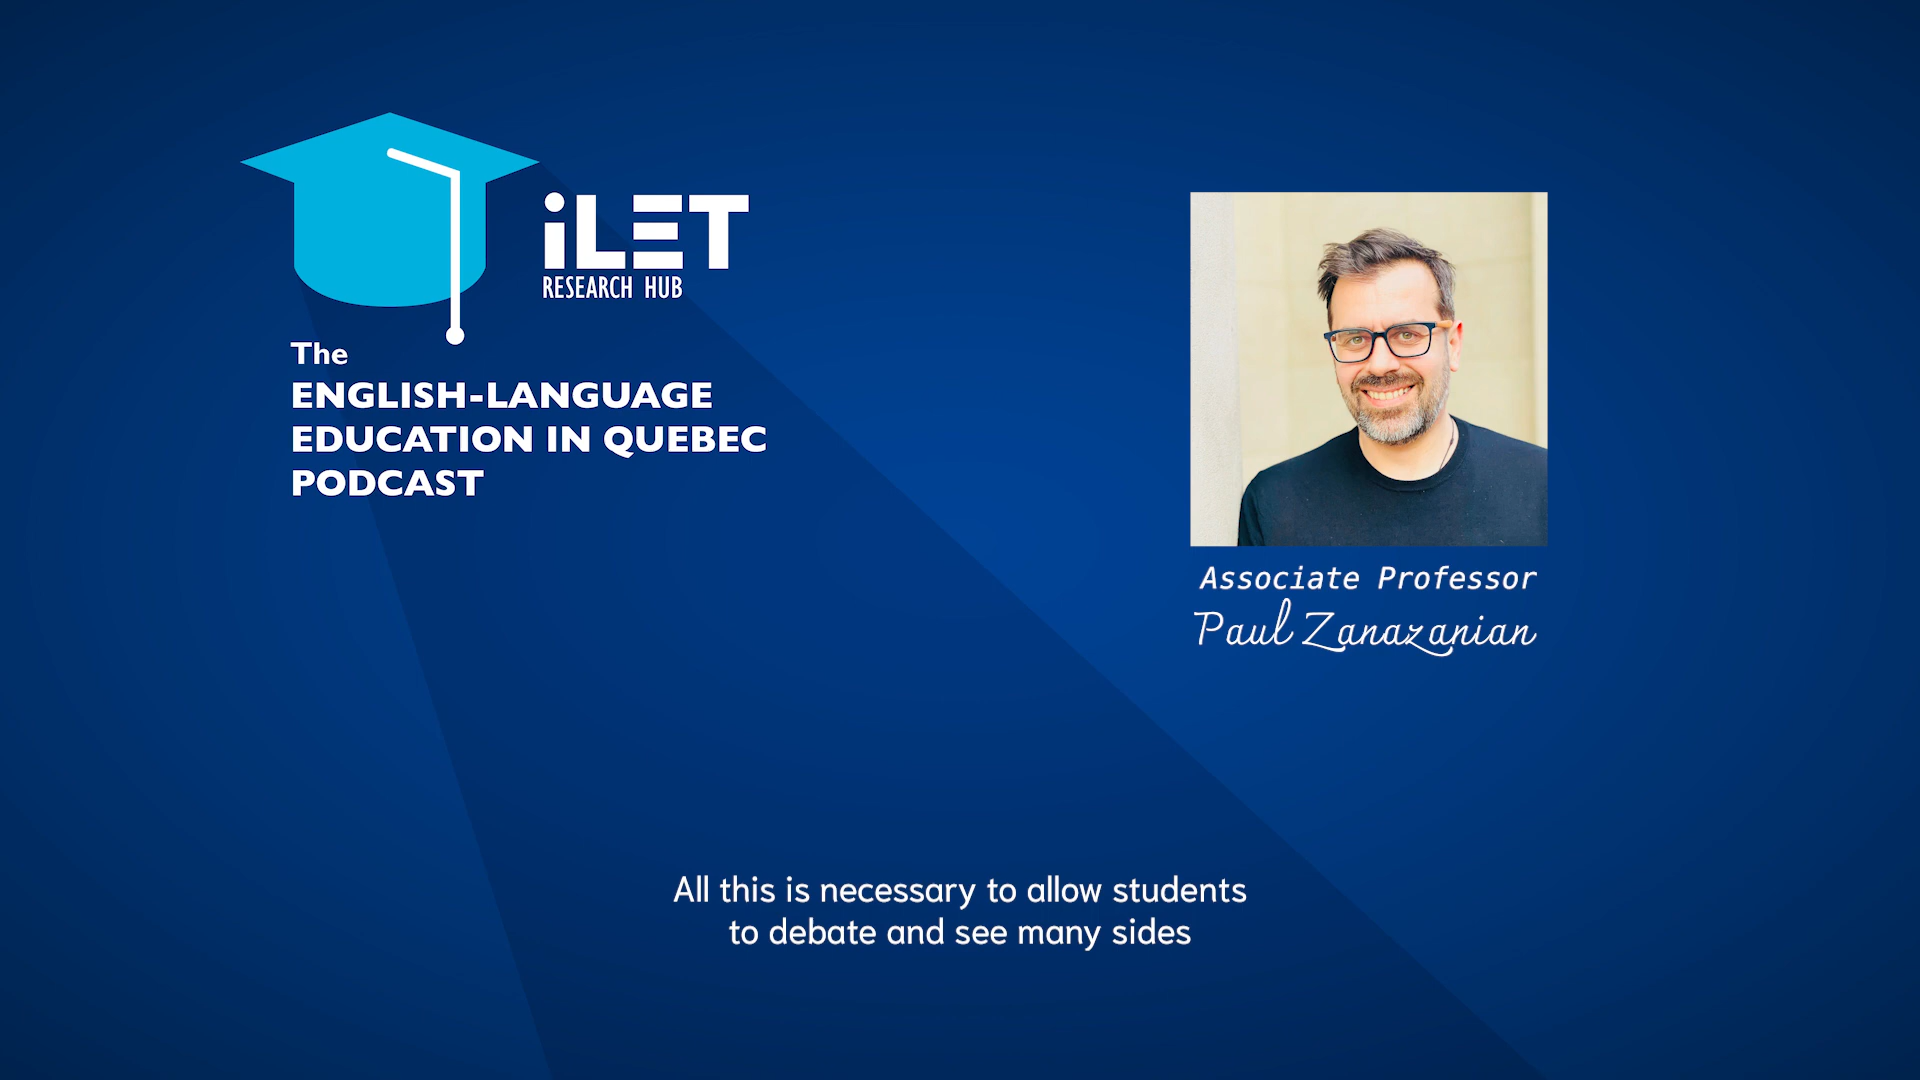 iLET
RESEARCH HUB
The
ENGLISH-LANGUAGE
EDUCATION IN QUEBEC
PODCAST
Associate Professor
Paul Zanazanian
All this is necessary to allow students
to debate and see many sides